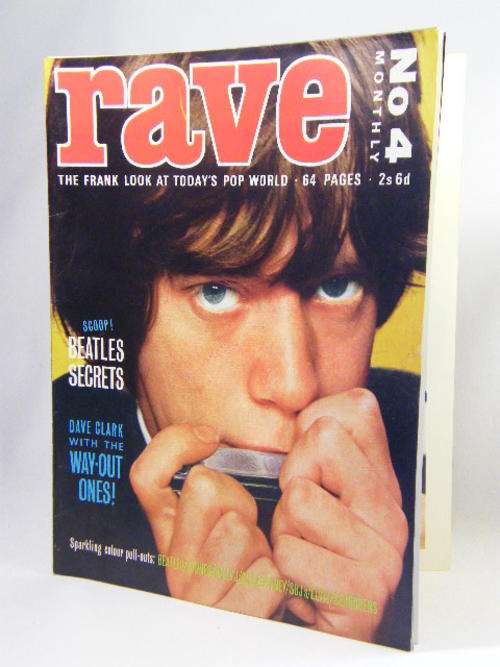 rave
No 4
MONTHLY
THE FRANK LOOK AT TODAY'S POP WORLD · 64 PAGES · 2s 6d
SCOOP!
BEATLES
SECRETS
DAVE CLARK
WITH THE
WAY-OUT
ONES!
Sparkling colour pull-outs: